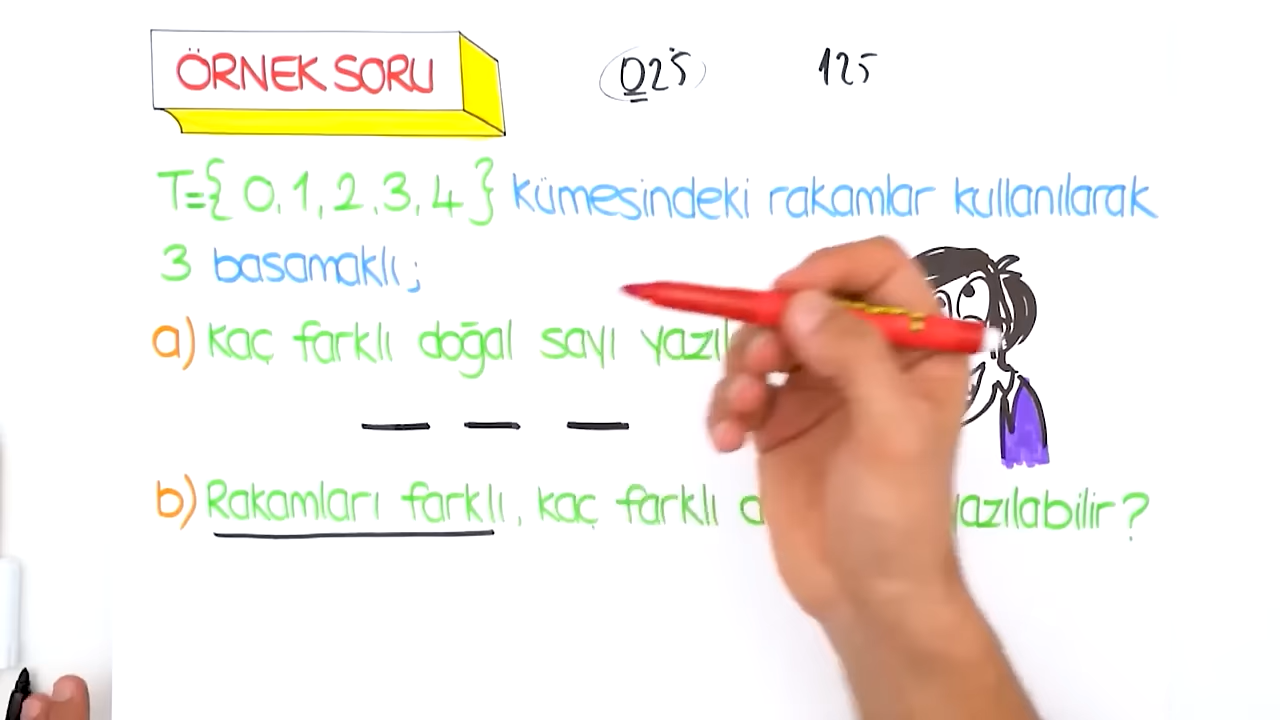 ÖRNEK SORU
025 125
T={ 0,1,2,3,4 } kümesindeki rakamlar kullanılarak
3 basamaklı;
a) Kaç farklı doğal sayı
b) Rakamları farklı, kaç farklı yazılabilir?